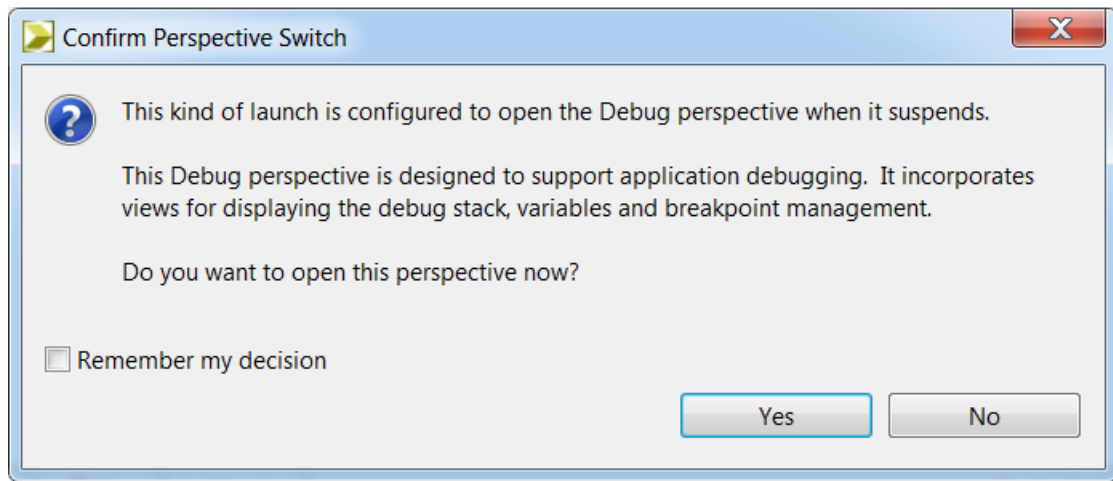 Confirm Perspective Switch
This kind of launch is configured to open the Debug perspective when it suspends.
This Debug perspective is designed to support application debugging. It incorporates
views for displaying the debug stack, variables and breakpoint management.
Do you want to open this perspective now?
Remember my decision
Yes
No